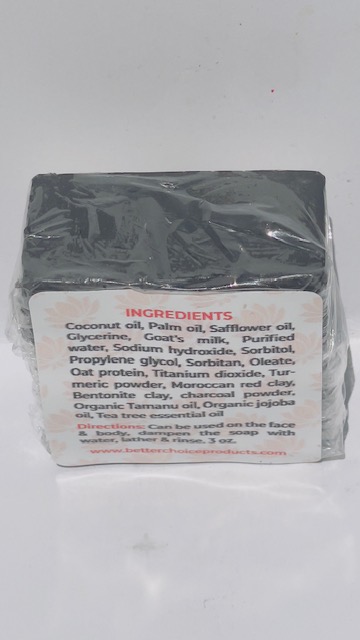 INGREDIENTS
Coconut oil, Palm oil, Safflower oil,
Glycerine, Goat's milk, Purified
water, Sodium hydroxide, Sorbitol,
Propylene glycol, Sorbitan, Oleate,
Oat protein, Titanium dioxide, Tur-
meric powder, Moroccan red clay,
Bentonite clay, charcoal powder,
Organic Tamanu oil, Organic jojoba
oil, Tea tree essential oil
Directions: Can be used on the face
& body, dampen the soap with
water, lather & rinse. 3 oz.
www.betterchoiceproducts.com